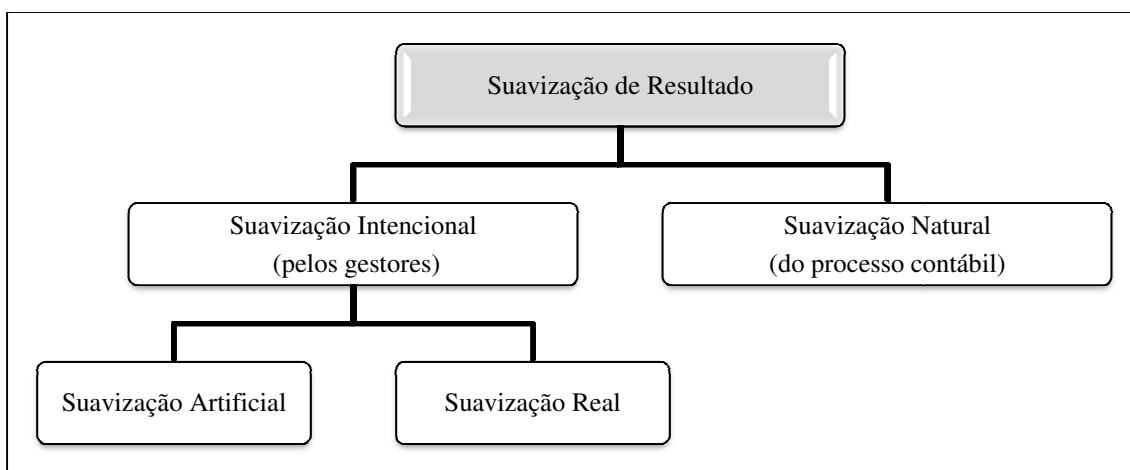 Suavização de Resultado
Suavização Intencional
(pelos gestores)
Suavização Natural
(do processo contábil)
Suavização Artificial
Suavização Real